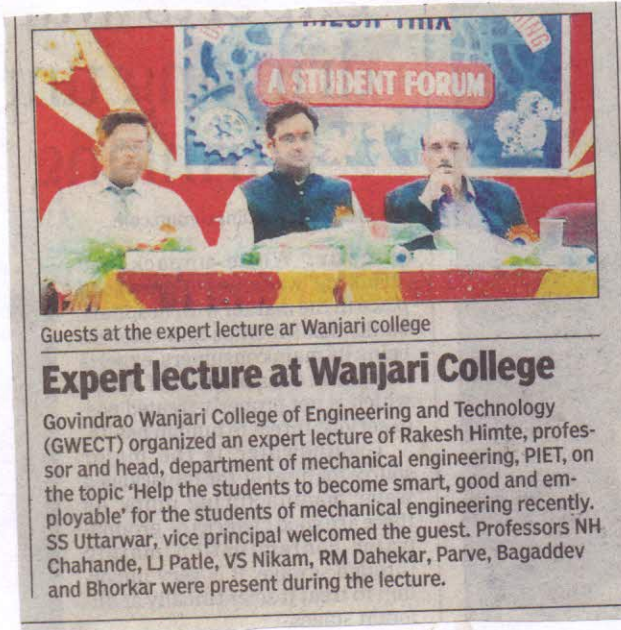 MECH TRIX
A STUDENT FORUM
Guests at the expert lecture ar Wanjari college
Expert lecture at Wanjari College
Govindrao Wanjari College of Engineering and Technology
(GWECT) organized an expert lecture of Rakesh Himte, profes-
sor and head, department of mechanical engineering, PIET, on
the topic ‘Help the students to become smart, good and em-
ployable’ for the students of mechanical engineering recently.
SS Uttarwar, vice principal welcomed the guest. Professors NH
Chahande, LJ Patle, VS Nikam, RM Dahekar, Parve, Bagaddev
and Bhorkar were present during the lecture.